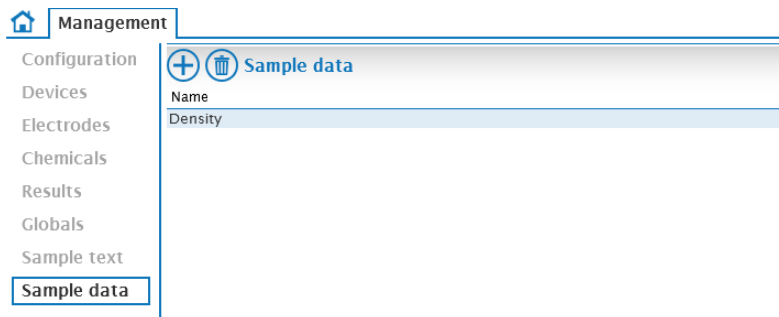 Management
Configuration
Devices
Electrodes
Chemicals
Results
Globals
Sample text
Sample data
Sample data
Name
Density